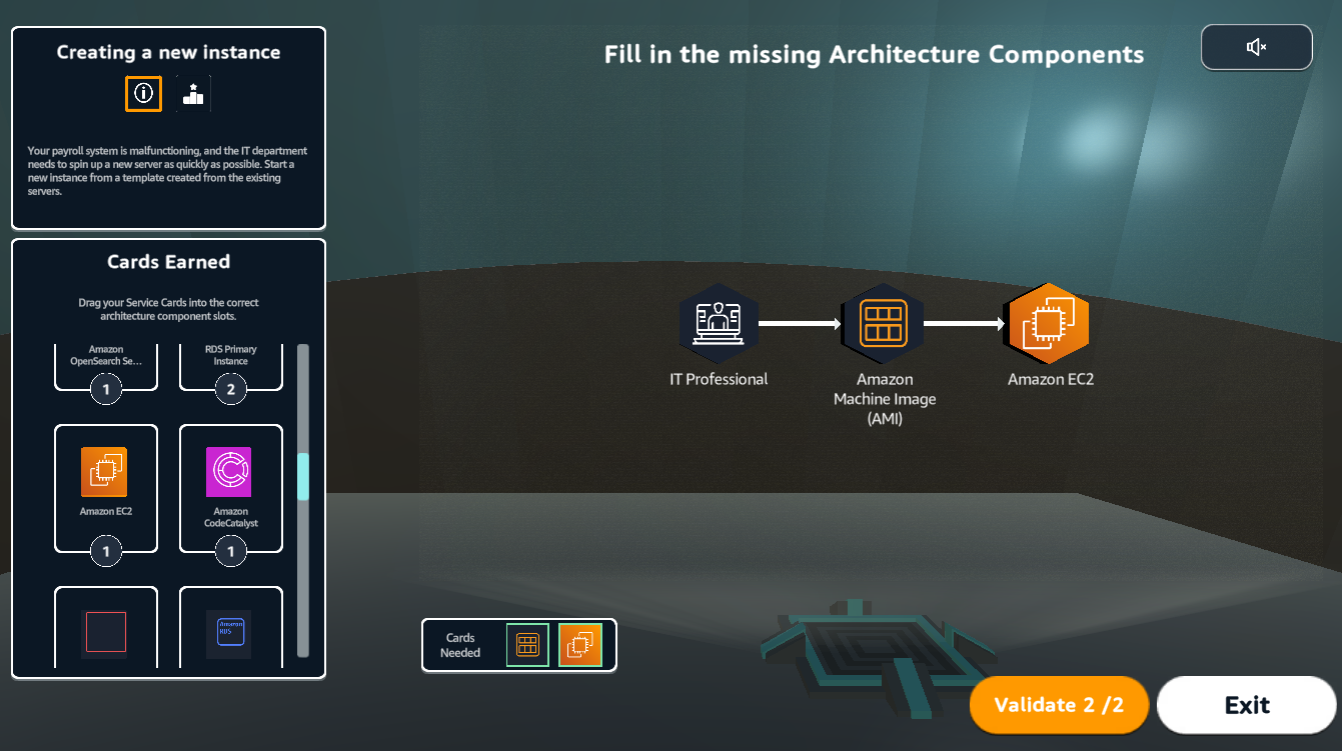 Creating a new instance
Your payroll system is malfunctioning, and the IT department
needs to spin up a new server as quickly as possible. Start a
new instance from a template created from the existing
servers.
Cards Earned
Drag your Service Cards into the correct
architecture component slots.
Amazon
OpenSearch Se...
1
RDS Primary
Instance
2
Amazon EC2
1
Amazon
CodeCatalyst
1
Amazon
RDS
Fill in the missing Architecture Components
IT Professional
Amazon
Machine Image
(AMI)
Amazon EC2
Cards
Needed
Validate 2 /2
Exit